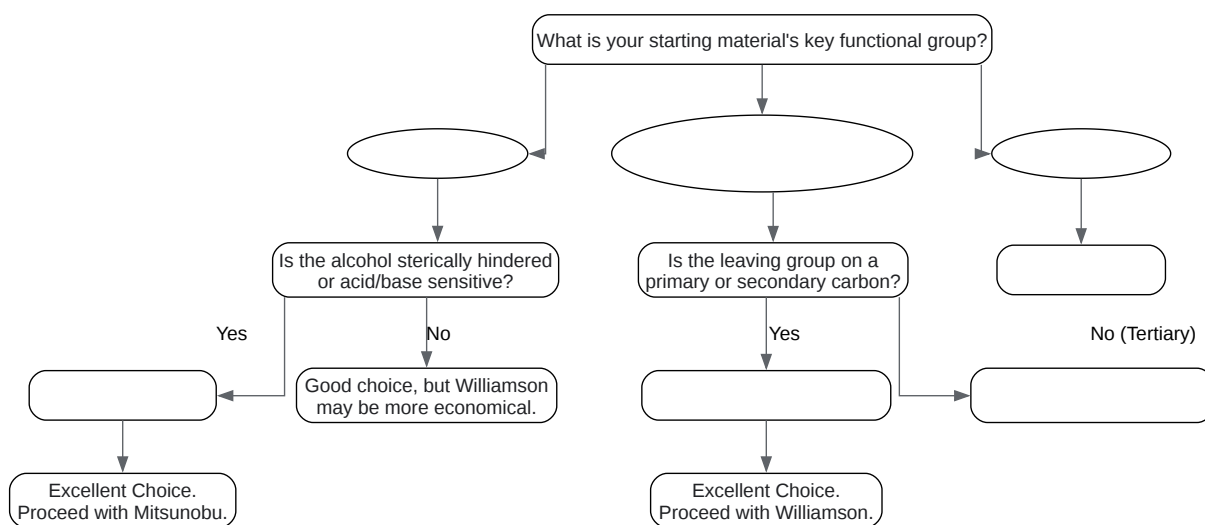 What is your starting material's key functional group?
Is the alcohol sterically hindered
or acid/base sensitive?
Is the leaving group on a
primary or secondary carbon?
Yes
No
Yes
No (Tertiary)
Good choice, but Williamson
may be more economical.
Excellent Choice.
Proceed with Mitsunobu.
Excellent Choice.
Proceed with Williamson.